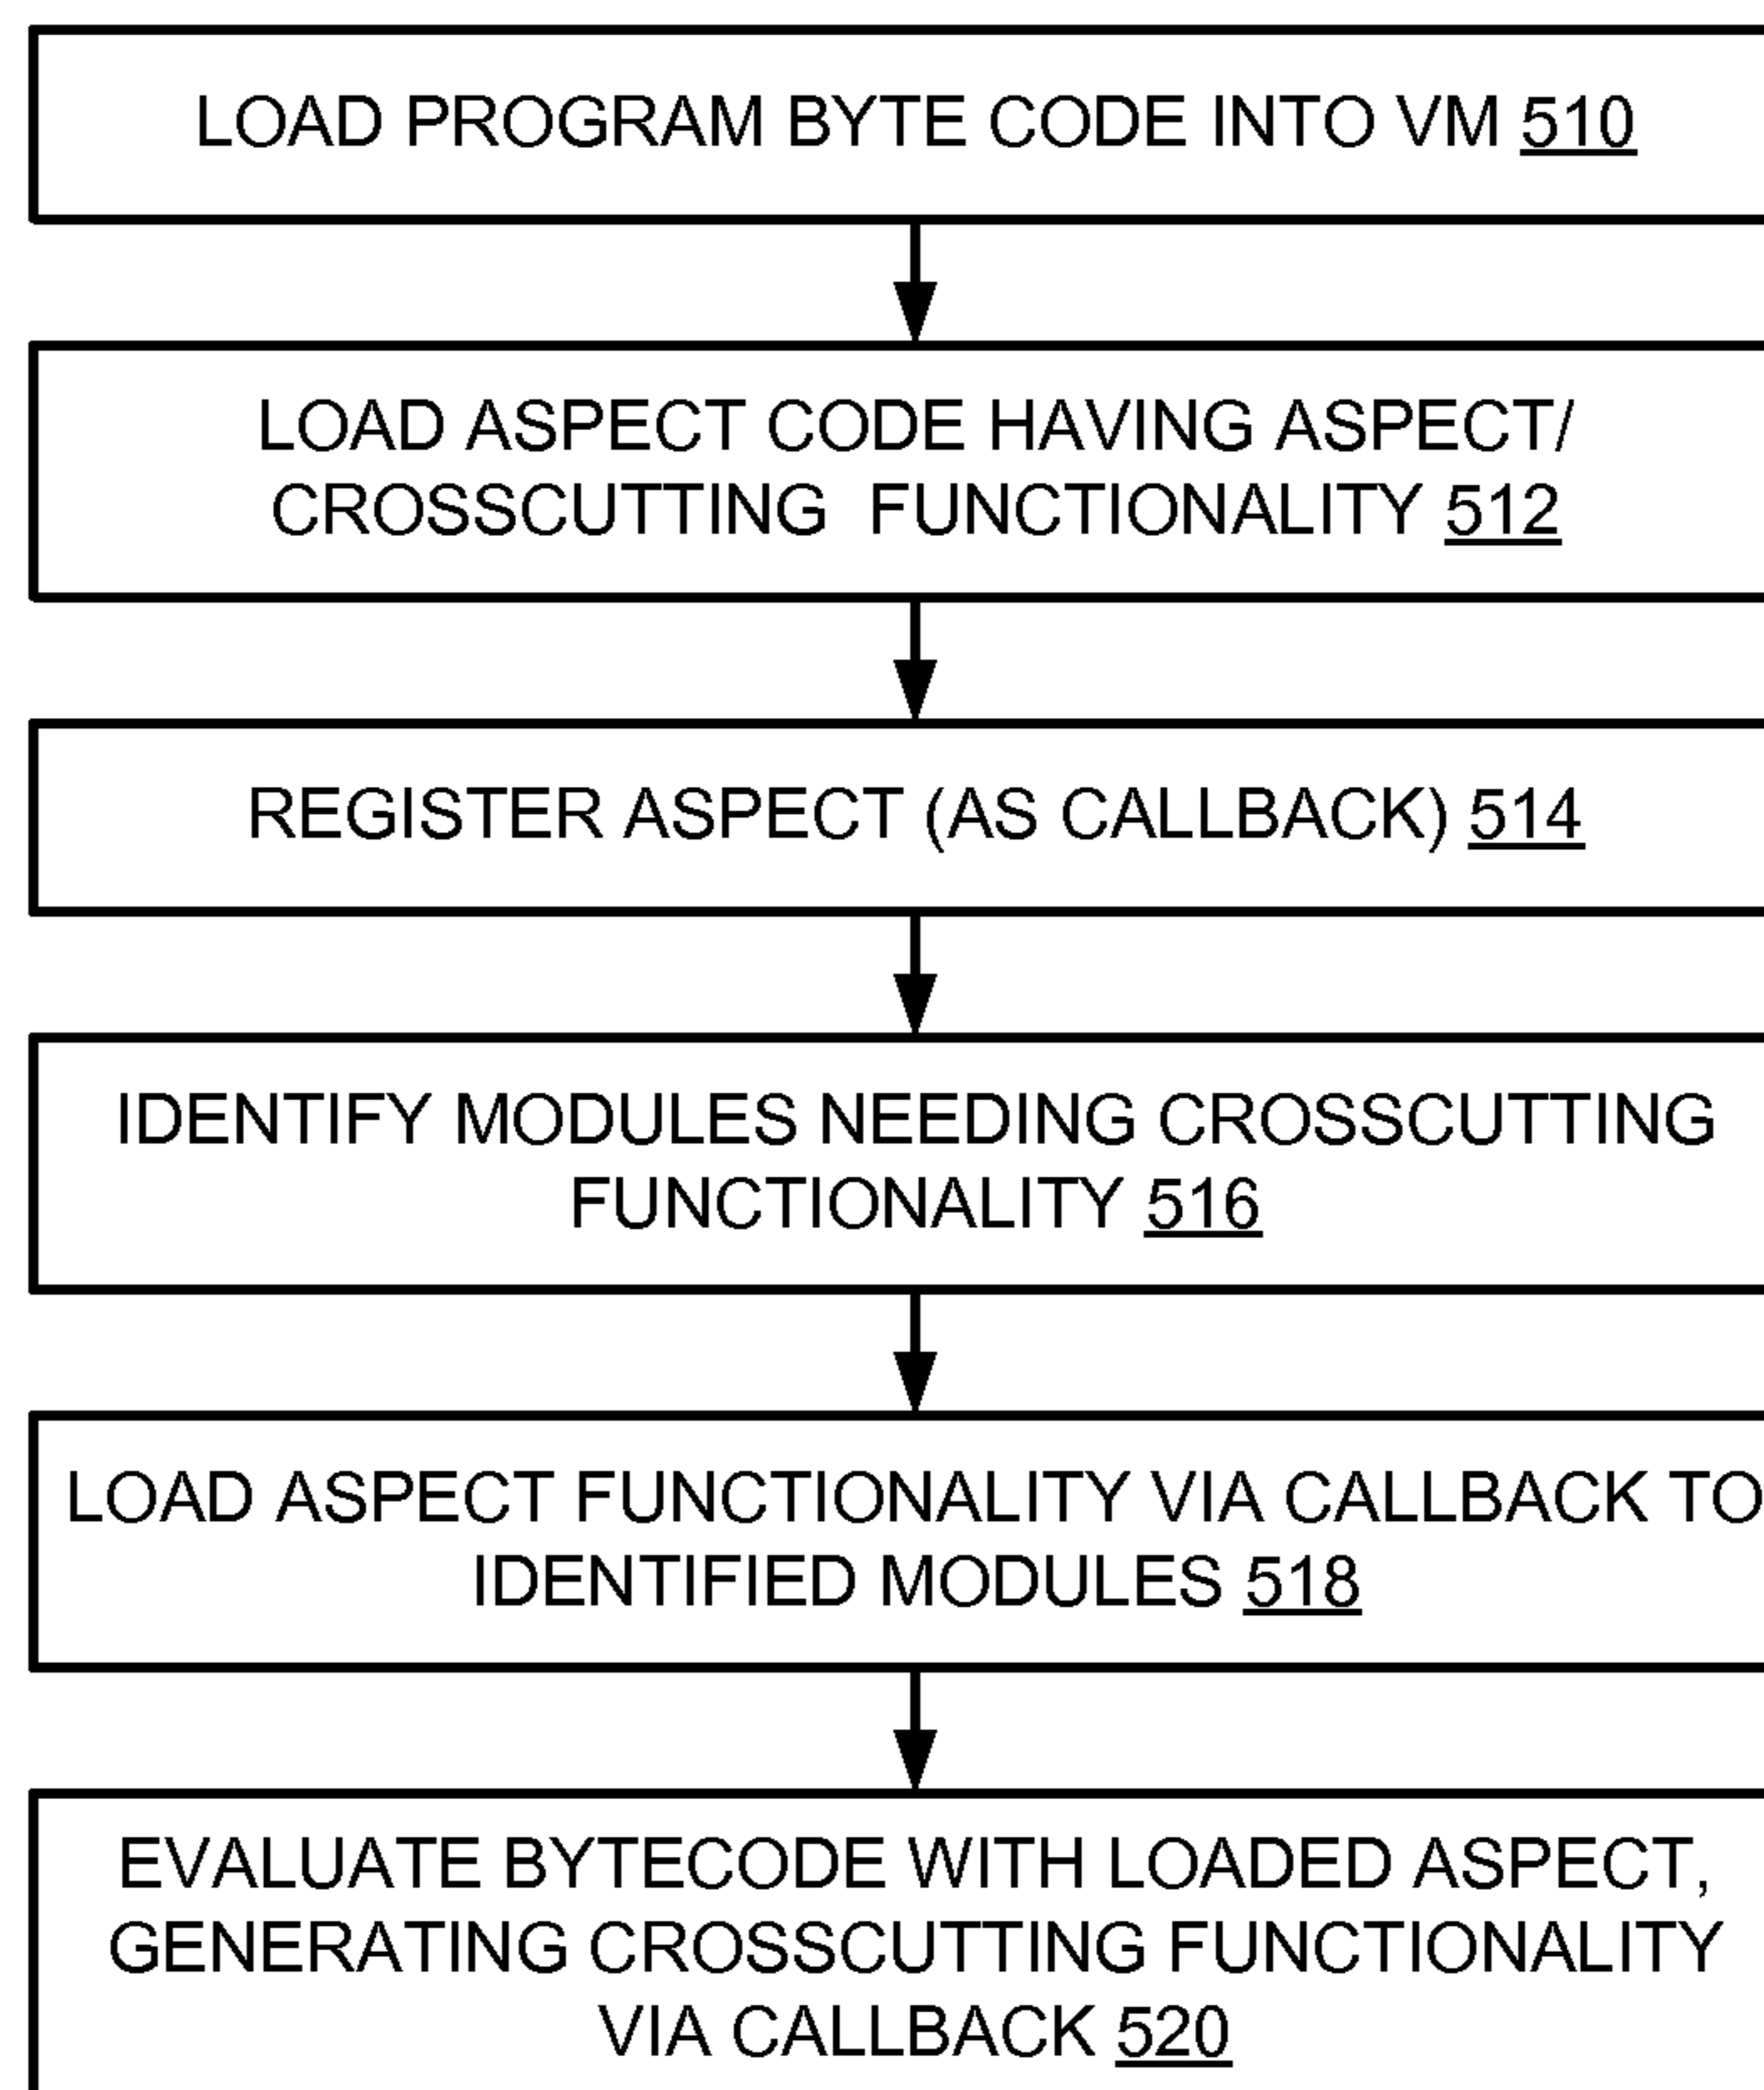 LOAD PROGRAM BYTE CODE INTO VM 510
LOAD ASPECT CODE HAVING ASPECT/
CROSSCUTTING FUNCTIONALITY 512
REGISTER ASPECT (AS CALLBACK) 514
IDENTIFY MODULES NEEDING CROSSCUTTING
FUNCTIONALITY 516
LOAD ASPECT FUNCTIONALITY VIA CALLBACK TO
IDENTIFIED MODULES 518
EVALUATE BYTECODE WITH LOADED ASPECT,
GENERATING CROSSCUTTING FUNCTIONALITY
VIA CALLBACK 520